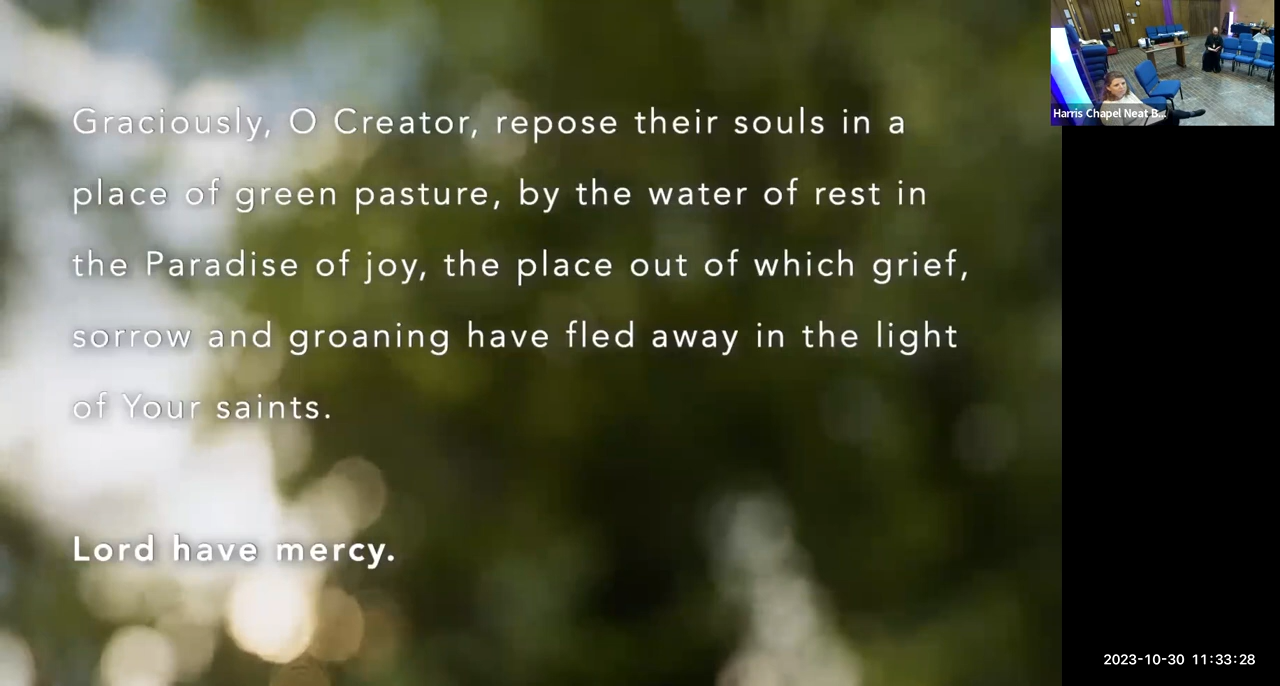 Graciously, O Creator, repose their souls in a
place of green pasture, by the water of rest in
the Paradise of joy, the place out of which grief,
sorrow and groaning have fled away in the light
of Your saints.
Lord have mercy.
Harris Chapel Neat B...
2023-10-30 11:33:28